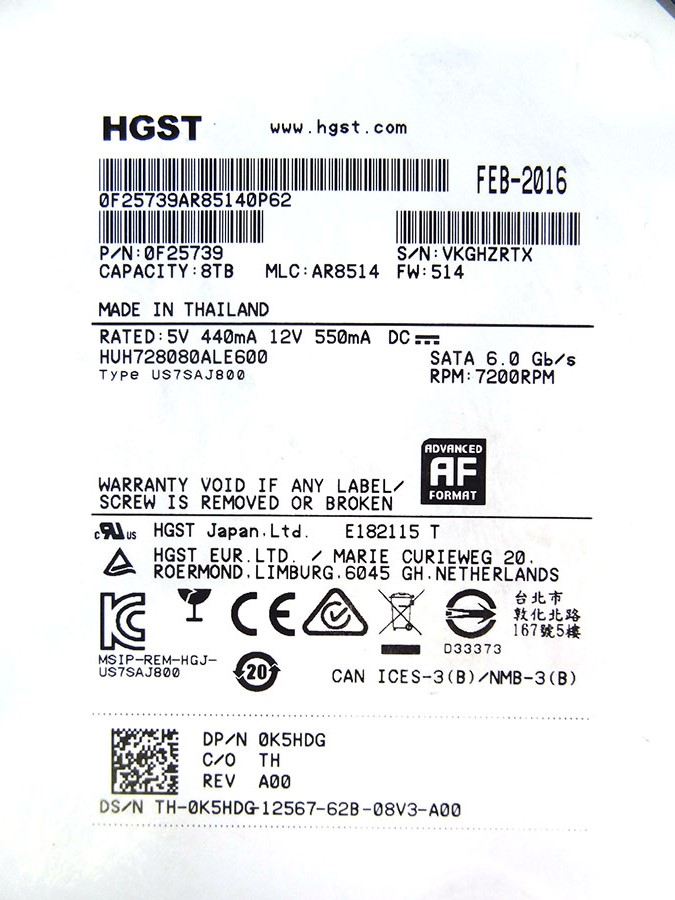 HGST www.hgst.com
FEB-2016
0F25739AR85140P62
P/N:0F25739 S/N:VKGHZRTX
CAPACITY:8TB MLC:AR8514 FW:514
MADE IN THAILAND
RATED:5V 440mA 12V 550mA DC
HUH728080ALE600 SATA 6.0 Gb/s
Type US7SAJ800 RPM:7200RPM
ADVANCED
AF
FORMAT
WARRANTY VOID IF ANY LABEL/
SCREW IS REMOVED OR BROKEN
c RU US HGST Japan.Ltd. E182115 T
HGST EUR.LTD. / MARIE CURIEWEG 20.
ROERMOND.LIMBURG.6045 GH.NETHERLANDS
台北市
敦化北路
167號5樓
D33373
MSIP-REM-HGJ-
US7SAJ800
20
CAN ICES-3(B)/NMB-3(B)
DP/N 0K5HDG
C/O TH
REV A00
DS/N TH-0K5HDG-12567-62B-08V3-A00